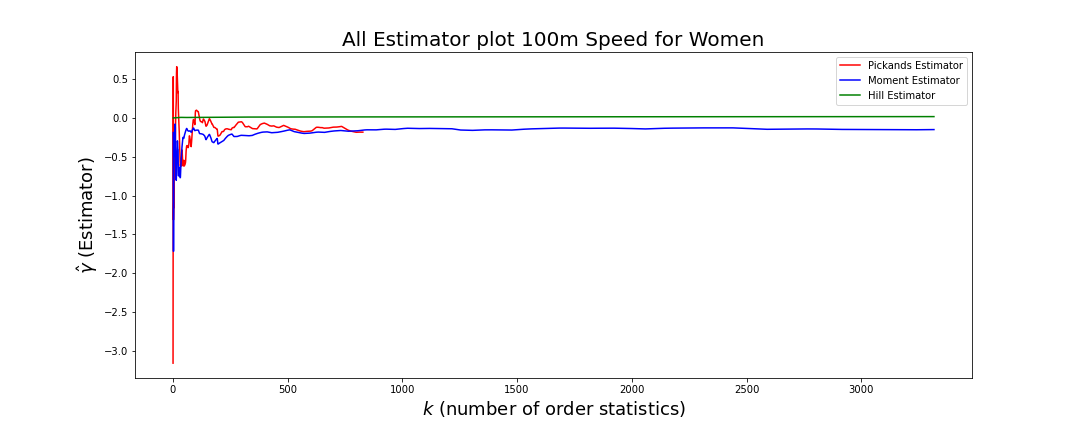 All Estimator plot 100m Speed for Women
Pickands Estimator
Moment Estimator
Hill Estimator
0.5
0.0
−0.5
−1.0
−1.5
−2.0
−2.5
−3.0
γ̂ (Estimator)
0 500 1000 1500 2000 2500 3000
k (number of order statistics)